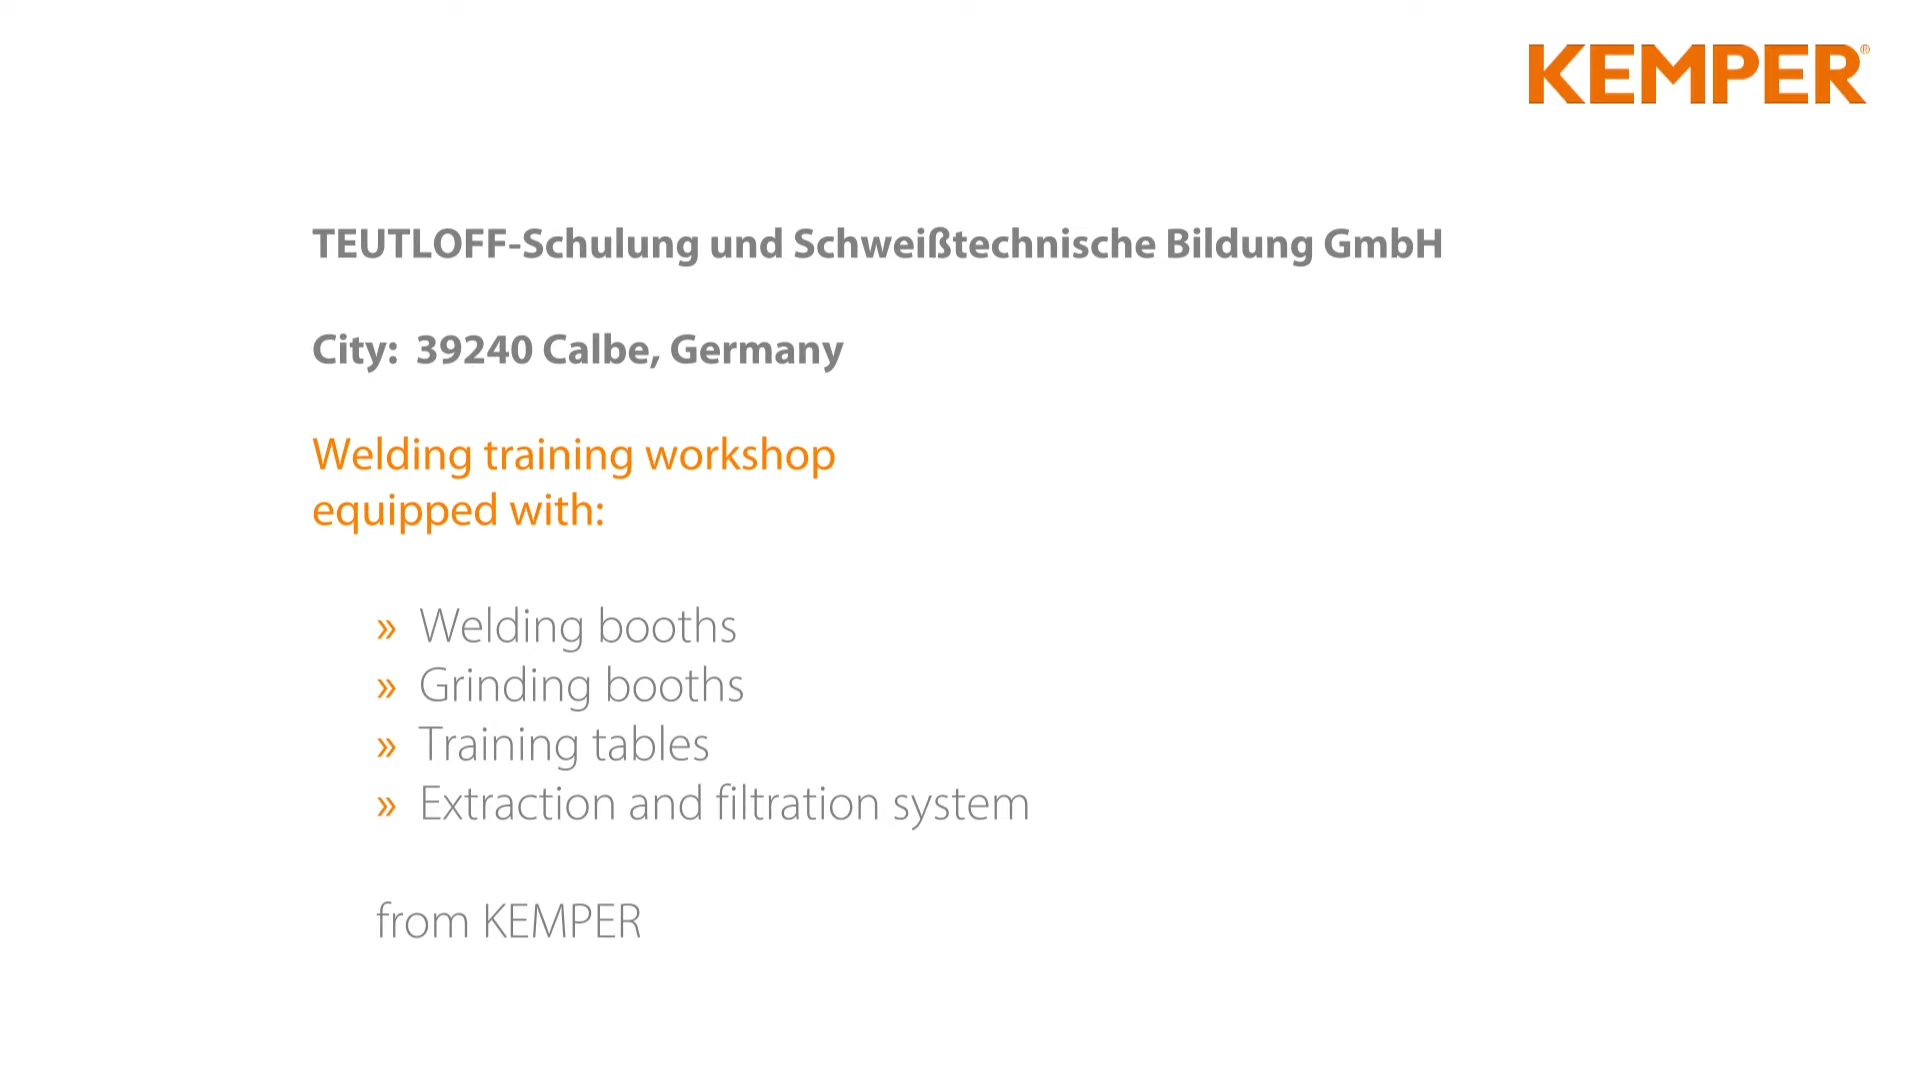 KEMPER®
TEUTLOFF-Schulung und Schweißtechnische Bildung GmbH
City: 39240 Calbe, Germany
Welding training workshop
equipped with:
» Welding booths
» Grinding booths
» Training tables
» Extraction and filtration system
from KEMPER